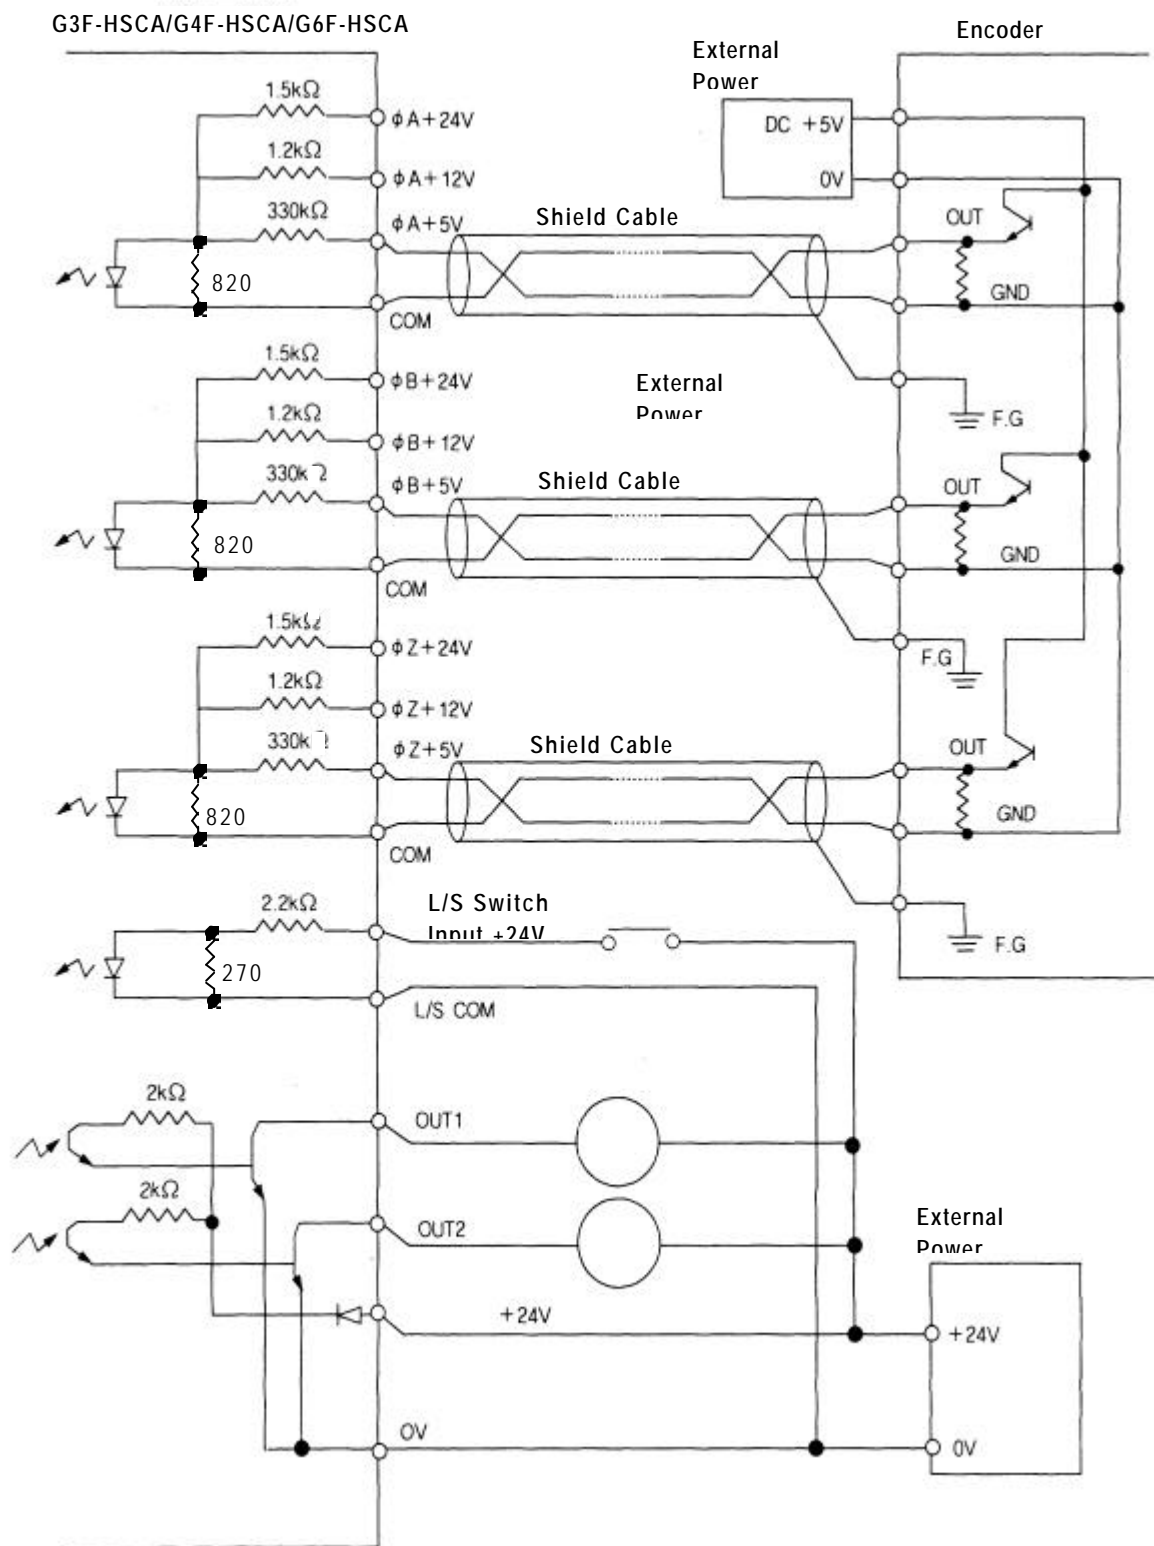 G3F-HSCA/G4F-HSCA/G6F-HSCA
External
Power
Encoder
1.5kΩ
ϕA+24V
DC +5V
1.2kΩ
ϕA+12V
0V
330kΩ
ϕA+5V
Shield Cable
OUT
820
COM
GND
1.5kΩ
ϕB+24V
External
Power
F.G
1.2kΩ
ϕB+12V
330kΩ
ϕB+5V
Shield Cable
OUT
820
COM
GND
1.5kΩ
ϕZ+24V
F.G
1.2kΩ
ϕZ+12V
330kΩ
ϕZ+5V
Shield Cable
OUT
820
COM
GND
2.2kΩ
L/S Switch
Input +24V
F.G
270
L/S COM
2kΩ
OUT1
2kΩ
OUT2
External
Power
+24V
+24V
0V
0V